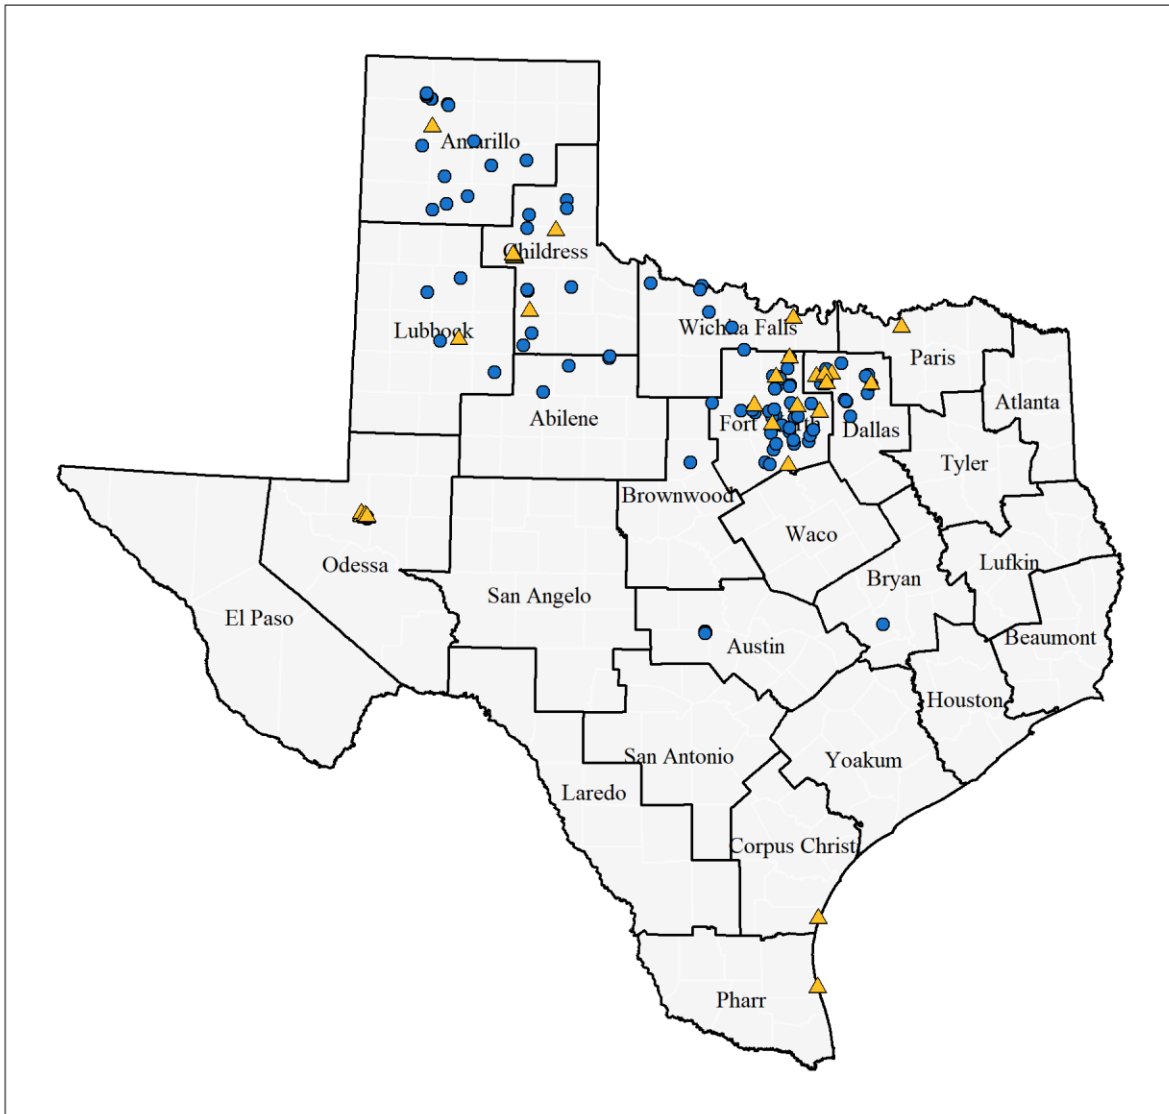 Amarillo
Childress
Lubbock
Wichita Falls
Paris
Atlanta
Abilene
Fort Worth
Dallas
Tyler
Brownwood
Waco
Odessa
Lufkin
Bryan
San Angelo
El Paso
Beaumont
Austin
Houston
San Antonio
Yoakum
Laredo
Corpus Christi
Pharr